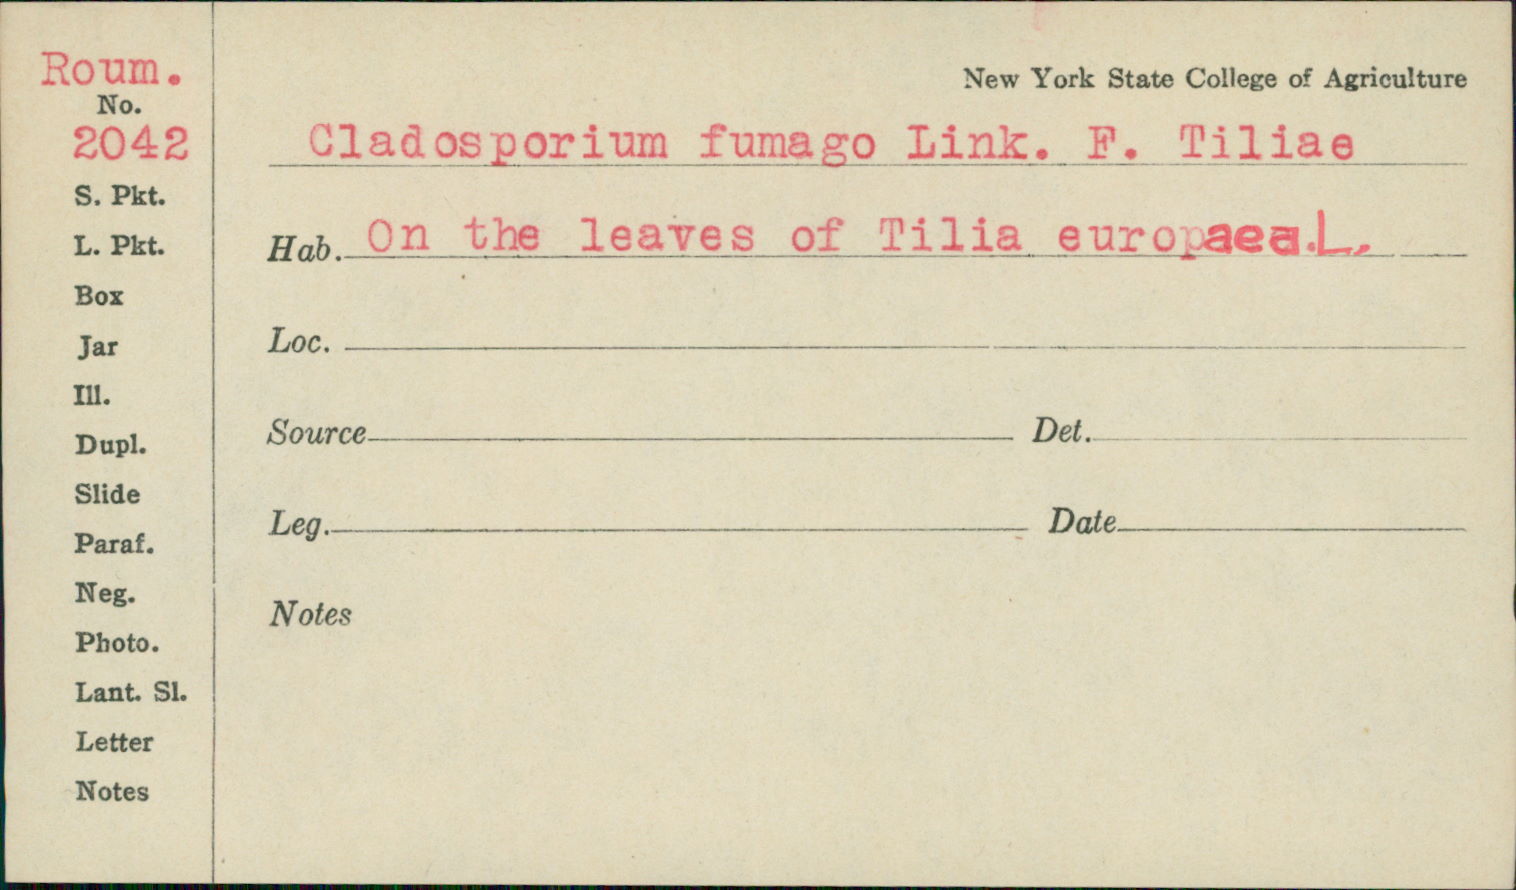 Roum.
No.
2042
S. Pkt.
L. Pkt.
Box
Jar
Ill.
Dupl.
Slide
Paraf.
Neg.
Photo.
Lant. Sl.
Letter
Notes
New York State College of Agriculture
Cladosporium fumago Link. F. Tiliae
Hab. On the leaves of Tilia europaea.L.
Loc.
Source Det.
Leg. Date
Notes